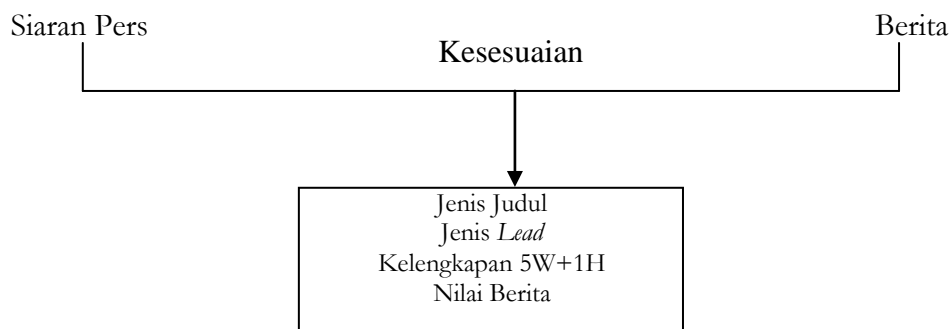 Siaran Pers
Berita
Kesesuaian
Jenis Judul
Jenis Lead
Kelengkapan 5W+1H
Nilai Berita